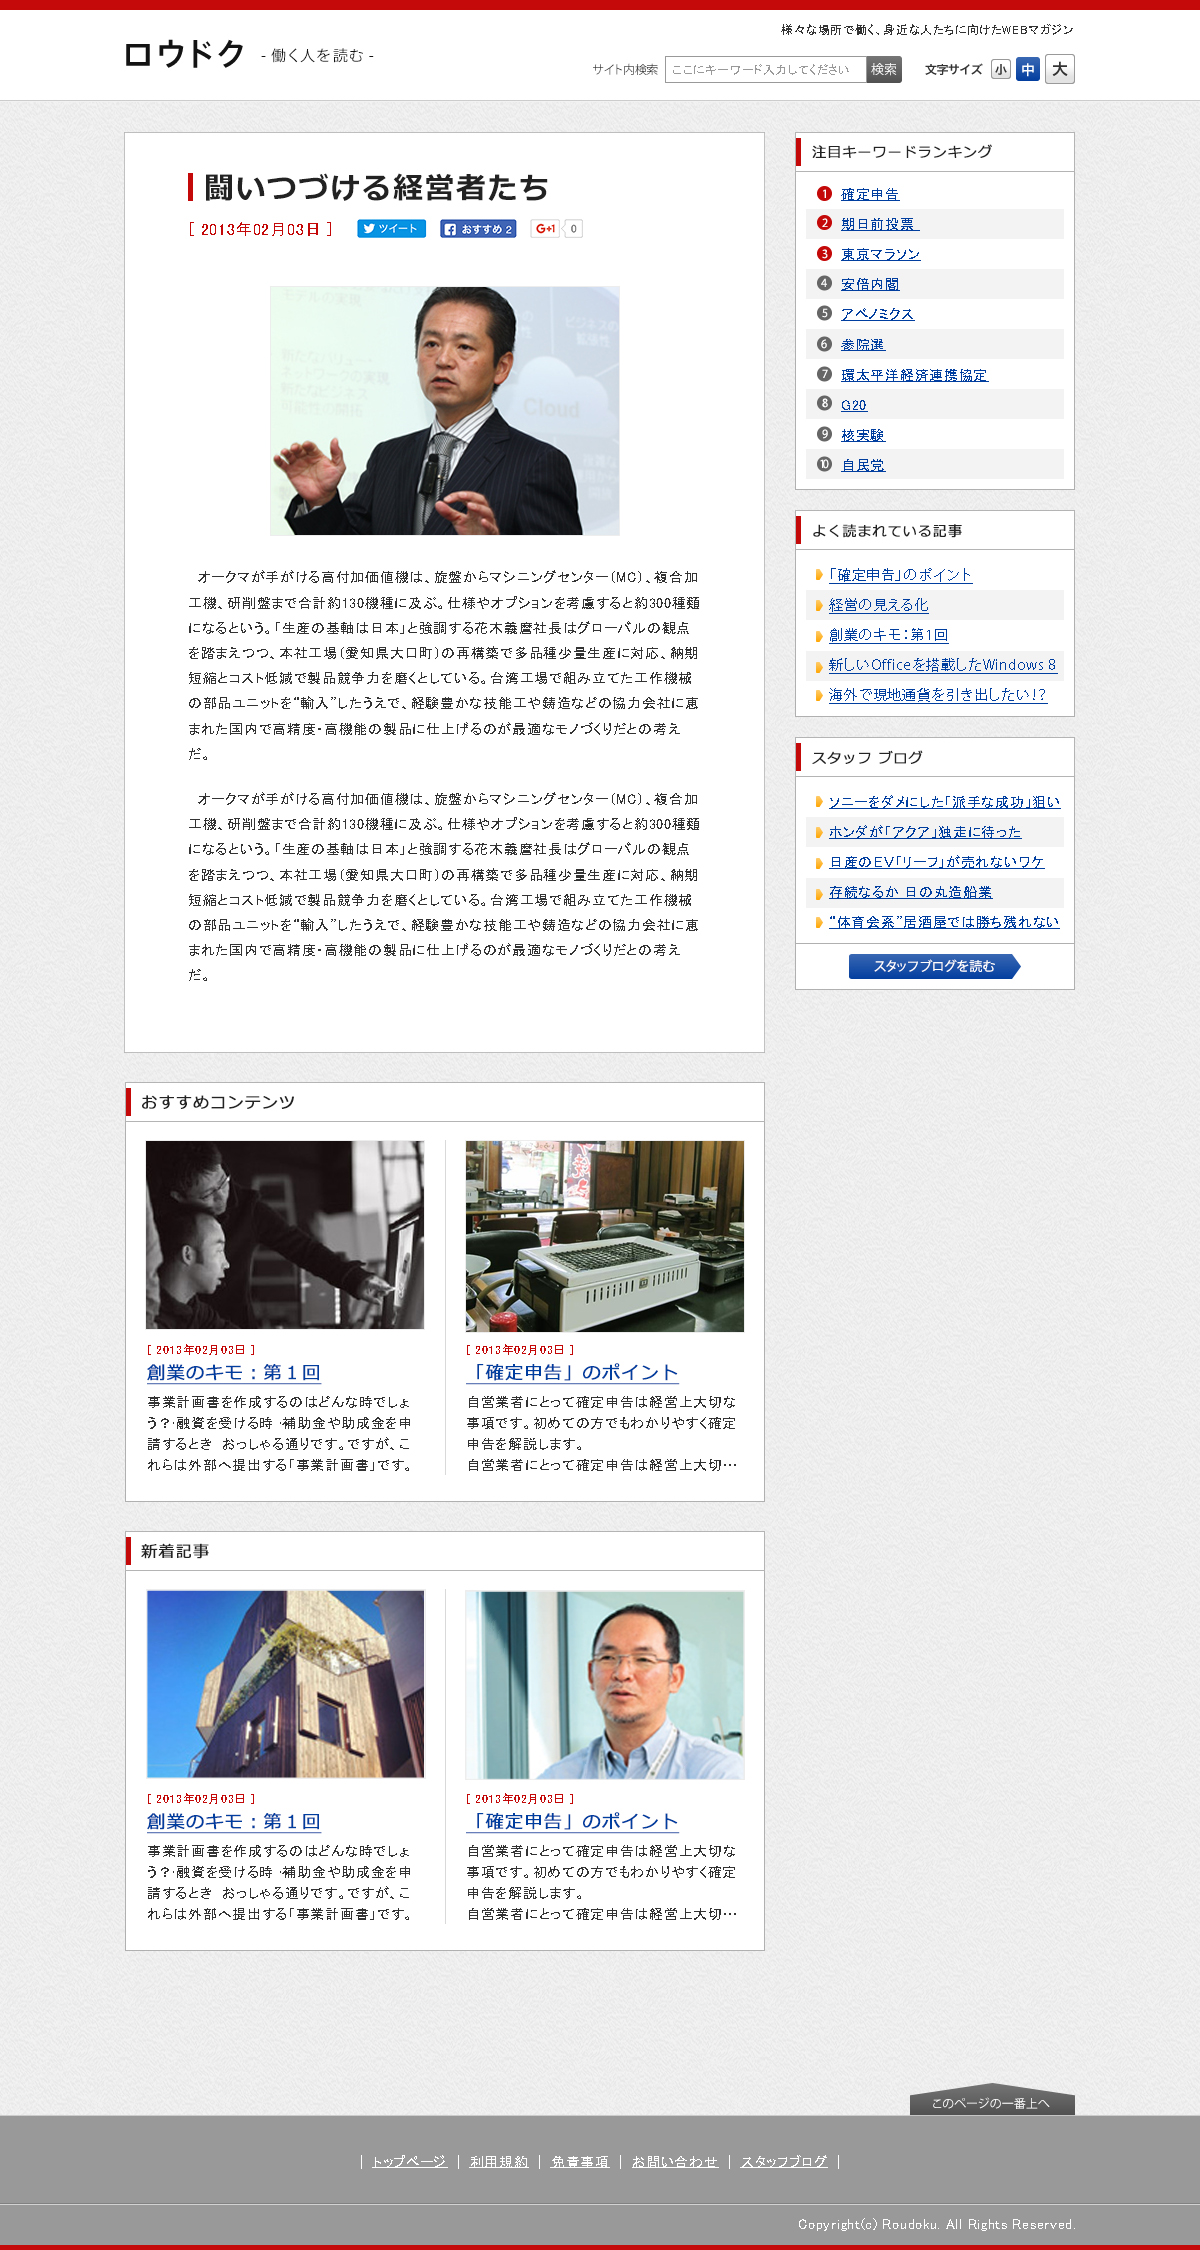 様々な場所で働く、身近な人たちに向けたWEBマガジン
ロウドク - 働く人を読む -
サイト内検索 ここにキーワード入力してください 検索 文字サイズ 小 中 大
闘いつづける経営者たち
[ 2013年02月03日 ] ツイート おすすめ 2 G+1 0
モデルの実現
ビジネスの
拡張性
新たなバリュー
ネットワークの実現
新たなビジネス
可能性の開拓
Cloud
オークマが手がける高付加価値機は、旋盤からマシニングセンター(MC)、複合加
工機、研削盤まで合計約130機種に及ぶ。仕様やオプションを考慮すると約300種類
になるという。「生産の基軸は日本」と強調する花木義麿社長はグローバルの観点
を踏まえつつ、本社工場(愛知県大口町)の再構築で多品種少量生産に対応、納期
短縮とコスト低減で製品競争力を磨くとしている。台湾工場で組み立てた工作機械
の部品ユニットを“輸入”したうえで、経験豊かな技能工や鋳造などの協力会社に恵
まれた国内で高精度・高機能の製品に仕上げるのが最適なモノづくりだとの考え
だ。
オークマが手がける高付加価値機は、旋盤からマシニングセンター(MC)、複合加
工機、研削盤まで合計約130機種に及ぶ。仕様やオプションを考慮すると約300種類
になるという。「生産の基軸は日本」と強調する花木義麿社長はグローバルの観点
を踏まえつつ、本社工場(愛知県大口町)の再構築で多品種少量生産に対応、納期
短縮とコスト低減で製品競争力を磨くとしている。台湾工場で組み立てた工作機械
の部品ユニットを“輸入”したうえで、経験豊かな技能工や鋳造などの協力会社に恵
まれた国内で高精度・高機能の製品に仕上げるのが最適なモノづくりだとの考え
だ。
注目キーワードランキング
1 確定申告
2 期日前投票
3 東京マラソン
4 安倍内閣
5 アベノミクス
6 参院選
7 環太平洋経済連携協定
8 G20
9 核実験
10 自民党
よく読まれている記事
「確定申告」のポイント
経営の見える化
創業のキモ：第1回
新しいOfficeを搭載したWindows 8
海外で現地通貨を引き出したい！？
スタッフ ブログ
ソニーをダメにした「派手な成功」狙い
ホンダが「アクア」独走に待った
日産のEV「リーフ」が売れないワケ
存続なるか 日の丸造船業
“体育会系”居酒屋では勝ち残れない
スタッフブログを読む
おすすめコンテンツ
[ 2013年02月03日 ]
創業のキモ：第１回
事業計画書を作成するのはどんな時でしょ
う？・融資を受ける時 ・補助金や助成金を申
請するとき おっしゃる通りです。ですが、こ
れらは外部へ提出する「事業計画書」です。
[ 2013年02月03日 ]
「確定申告」のポイント
自営業者にとって確定申告は経営上大切な
事項です。初めての方でもわかりやすく確定
申告を解説します。
自営業者にとって確定申告は経営上大切…
新着記事
[ 2013年02月03日 ]
創業のキモ：第１回
事業計画書を作成するのはどんな時でしょ
う？・融資を受ける時 ・補助金や助成金を申
請するとき おっしゃる通りです。ですが、こ
れらは外部へ提出する「事業計画書」です。
[ 2013年02月03日 ]
「確定申告」のポイント
自営業者にとって確定申告は経営上大切な
事項です。初めての方でもわかりやすく確定
申告を解説します。
自営業者にとって確定申告は経営上大切…
このページの一番上へ
| トップページ | 利用規約 |免責事項 | お問い合わせ | スタッフブログ |
Copyright(c) Roudoku. All Rights Reserved.